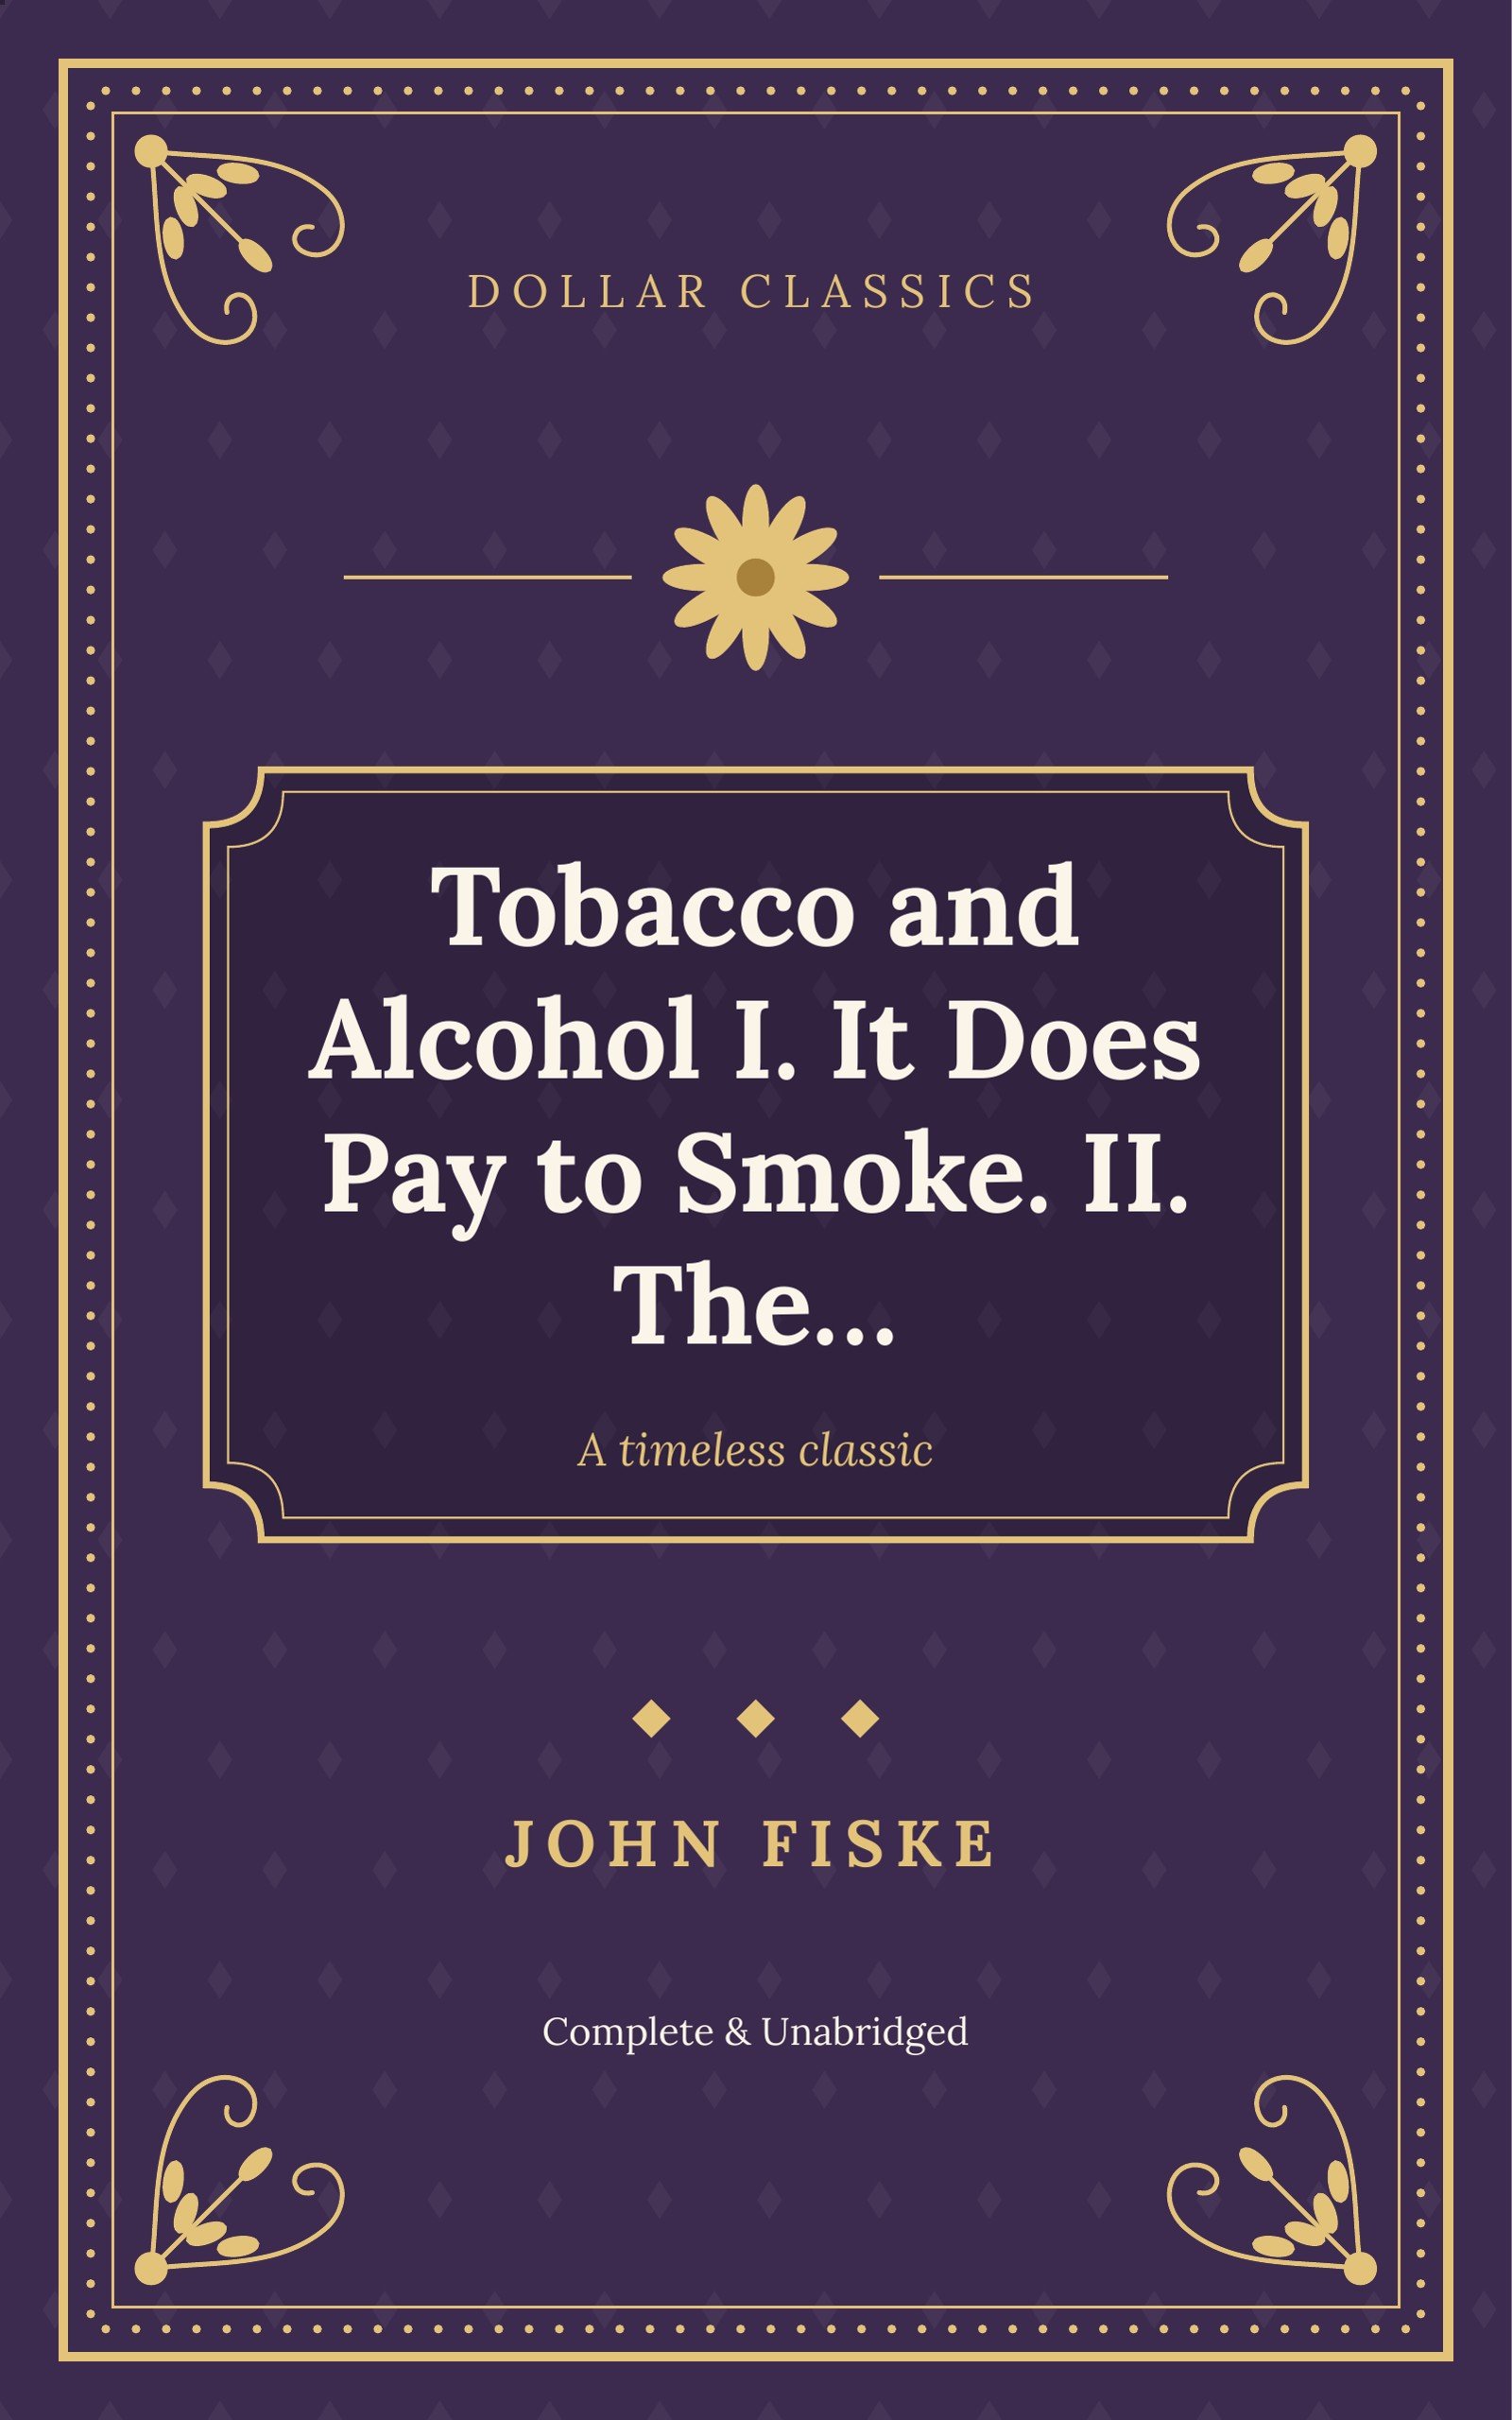 DOLLAR CLASSICS
Tobacco and
Alcohol I. It Does
Pay to Smoke. II.
The...
A timeless classic
JOHN FISKE
Complete & Unabridged